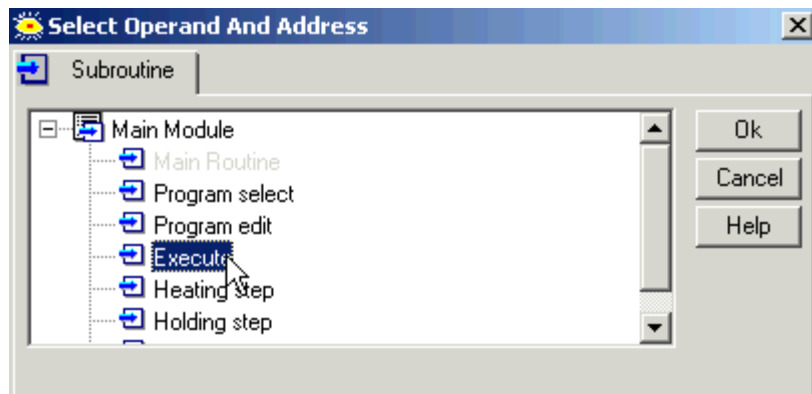 Select Operand And Address
Subroutine
Main Module
Main Routine
Program select
Program edit
Execute
Heating step
Holding step
Ok
Cancel
Help